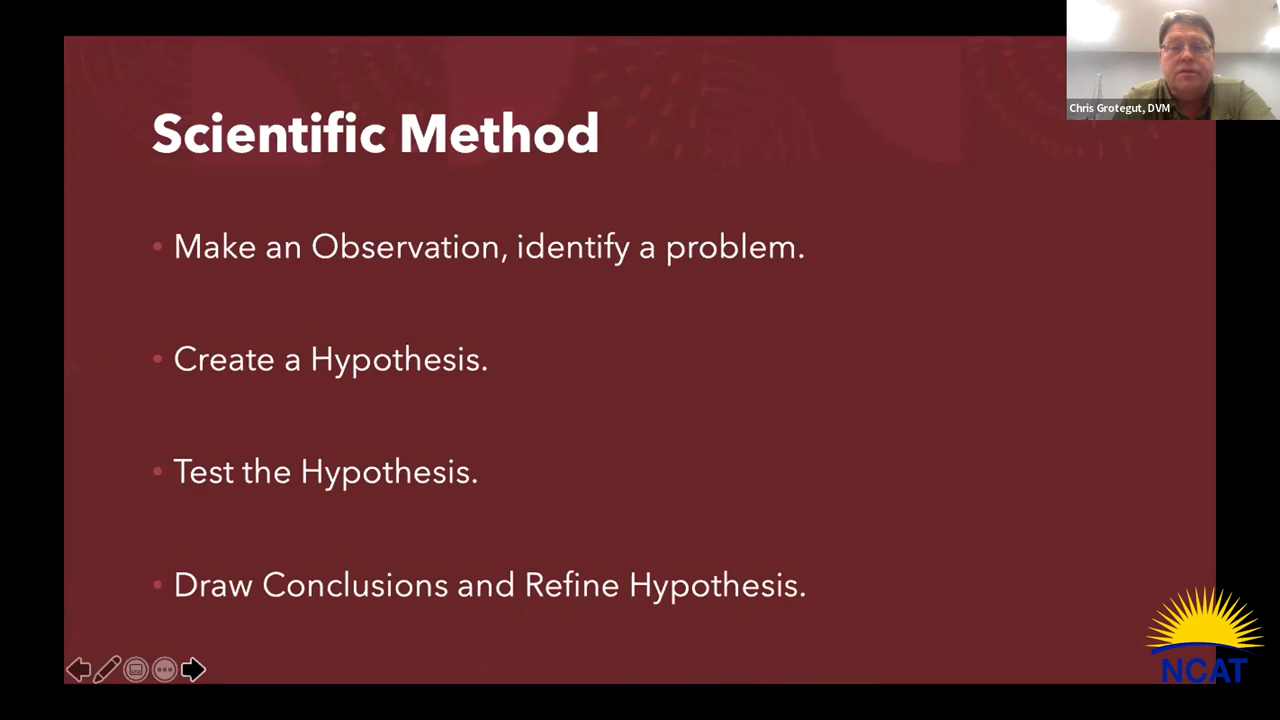 Chris Grotegut, DVM
Scientific Method
• Make an Observation, identify a problem.
• Create a Hypothesis.
• Test the Hypothesis.
• Draw Conclusions and Refine Hypothesis.
NCAT